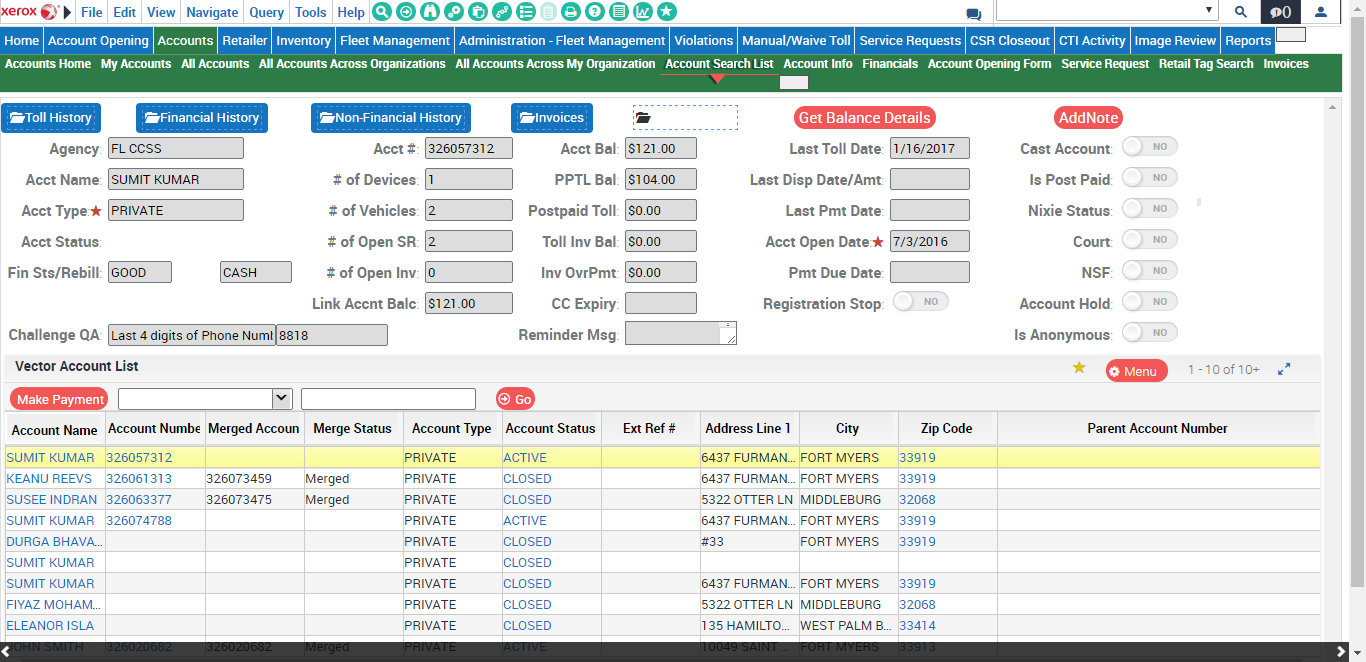 xerox File Edit View Navigate Query Tools Help 0
Home Account Opening Accounts Retailer Inventory Fleet Management Administration - Fleet Management Violations Manual/Waive Toll Service Requests CSR Closeout CTI Activity Image Review Reports
Accounts Home My Accounts All Accounts All Accounts Across Organizations All Accounts Across My Organization Account Search List Account Info Financials Account Opening Form Service Request Retail Tag Search Invoices
Toll History Financial History Non-Financial History Invoices Get Balance Details AddNote
Agency: FL CCSS Acct #: 326057312 Acct Bal: $121.00 Last Toll Date: 1/16/2017 Cast Account: NO
Acct Name: SUMIT KUMAR # of Devices: 1 PPTL Bal: $104.00 Last Disp Date/Amt: Is Post Paid: NO
Acct Type:★ PRIVATE # of Vehicles: 2 Postpaid Toll: $0.00 Last Pmt Date: Nixie Status: NO
Acct Status: # of Open SR: 2 Toll Inv Bal: $0.00 Acct Open Date:★ 7/3/2016 Court: NO
Fin Sts/Rebill: GOOD CASH # of Open Inv: 0 Inv OvrPmt: $0.00 Pmt Due Date: NSF: NO
Link Accnt Balc: $121.00 CC Expiry: Registration Stop: NO Account Hold: NO
Challenge QA: Last 4 digits of Phone Numb 8818 Reminder Msg: Is Anonymous: NO
Vector Account List Menu 1 - 10 of 10+
Make Payment Go
Account Name Account Numbe Merged Accoun Merge Status Account Type Account Status Ext Ref # Address Line 1 City Zip Code Parent Account Number
SUMIT KUMAR 326057312 PRIVATE ACTIVE 6437 FURMAN... FORT MYERS 33919
KEANU REEVS 326061313 326073459 Merged PRIVATE CLOSED 6437 FURMAN... FORT MYERS 33919
SUSEE INDRAN 326063377 326073475 Merged PRIVATE CLOSED 5322 OTTER LN MIDDLEBURG 32068
SUMIT KUMAR 326074788 PRIVATE ACTIVE 6437 FURMAN... FORT MYERS 33919
DURGA BHAVA... PRIVATE CLOSED #33 FORT MYERS 33919
SUMIT KUMAR PRIVATE CLOSED
SUMIT KUMAR PRIVATE CLOSED 6437 FURMAN... FORT MYERS 33919
FIYAZ MOHAM... PRIVATE CLOSED 5322 OTTER LN MIDDLEBURG 32068
ELEANOR ISLA PRIVATE CLOSED 135 HAMILTO... WEST PALM B... 33414
JOHN SMITH 326020682 326020682 Merged PRIVATE ACTIVE 10049 SAINT ... FORT MYERS 33913